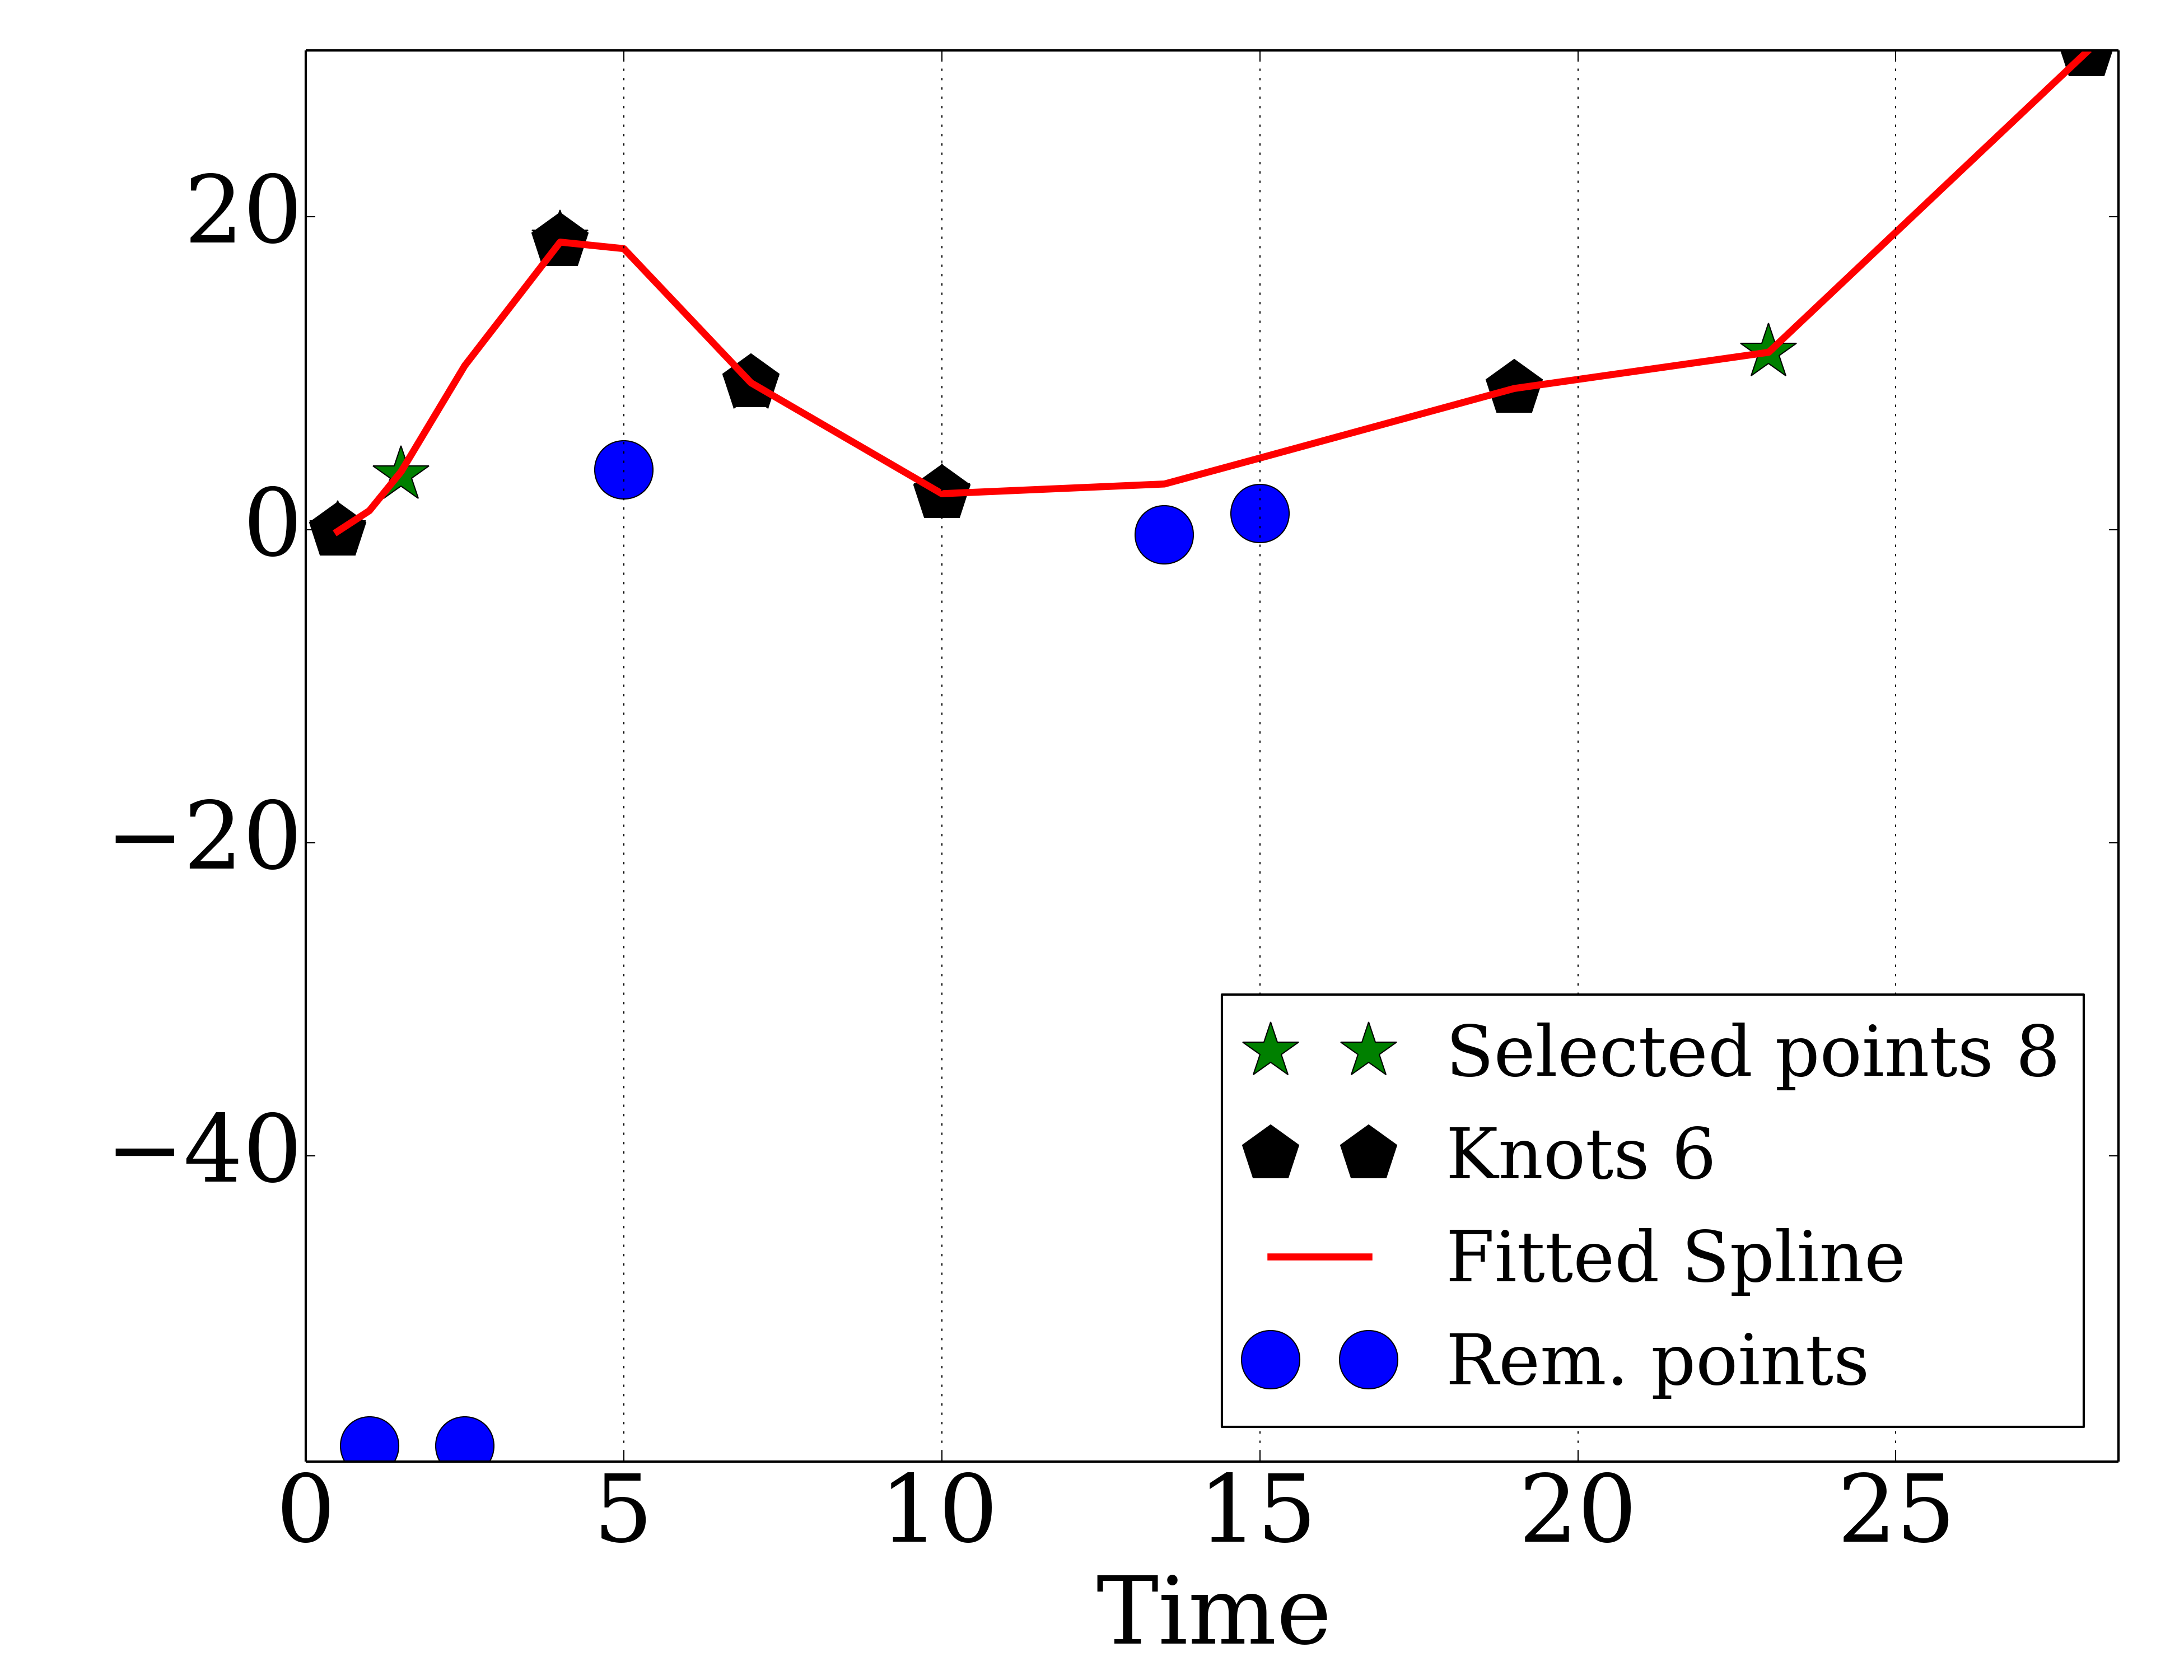 20
0
−20
−40
Selected points 8
Knots 6
Fitted Spline
Rem. points
0 5 10 15 20 25
Time